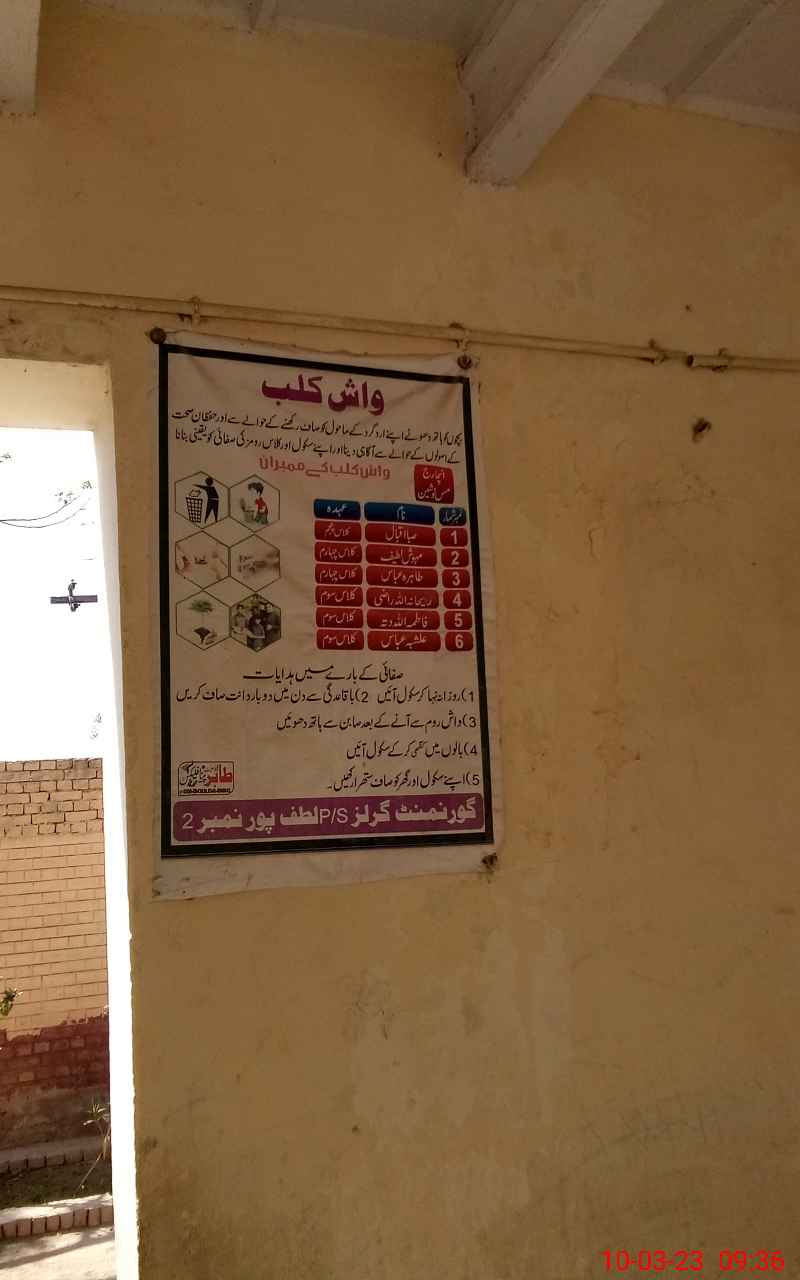 واش کلب
بچوں کو ہاتھ دھونے اپنے اردگرد کے ماحول کو صاف رکھنے کے حوالے سے اور حفظان صحت
کے اصولوں کے حوالے سے آگاہی دینا اور اپنے سکول اور کلاس رومز کی صفائی کو یقینی بنانا
واش کلب کے ممبران
انچارج
مس نوشین
نمبر شمار نام عہدہ
1 صبا اقبال کلاس پنجم
2 مہوش لطیف کلاس چہارم
3 طاہرہ عباس کلاس چہارم
4 ریحانہ اللہ راضی کلاس سوم
5 فاطمہ اللہ دتہ کلاس سوم
6 علشبہ عباس کلاس سوم
صفائی کے بارے میں ہدایات
1) روزانہ نہا کر سکول آئیں 2) باقاعدگی سے دن میں دو بار دانت صاف کریں
3) واش روم سے آنے کے بعد صابن سے ہاتھ دھوئیں
4) بالوں میں کنگھی کر کے سکول آئیں
5) اپنے سکول اور گھر کو صاف ستھرا رکھیں۔
طاہر
گورنمنٹ گرلز P/S لطف پور نمبر 2
10-03-23 09:36